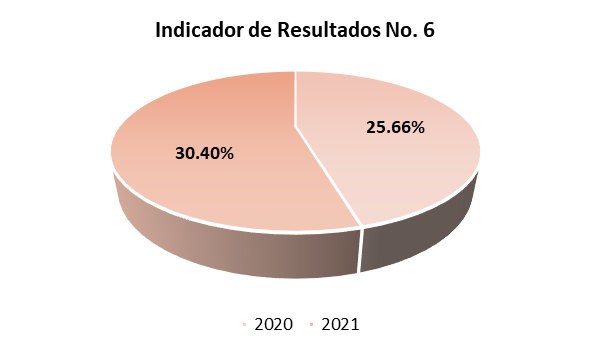 Indicador de Resultados No. 6
25.66%
30.40%
2020 2021